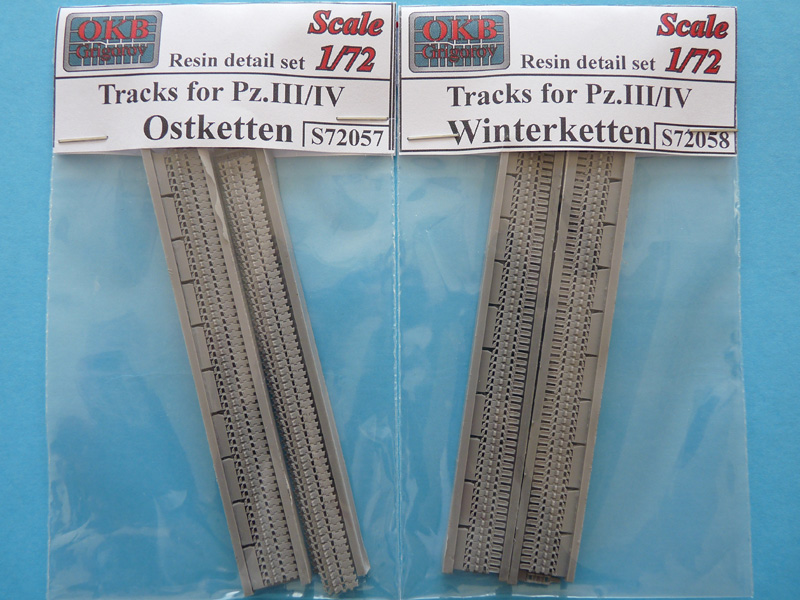 OKB
Grigorov
Scale
1/72
Resin detail set
Tracks for Pz.III/IV
Ostketten
S72057
OKB
Grigorov
Scale
1/72
Resin detail set
Tracks for Pz.III/IV
Winterketten
S72058